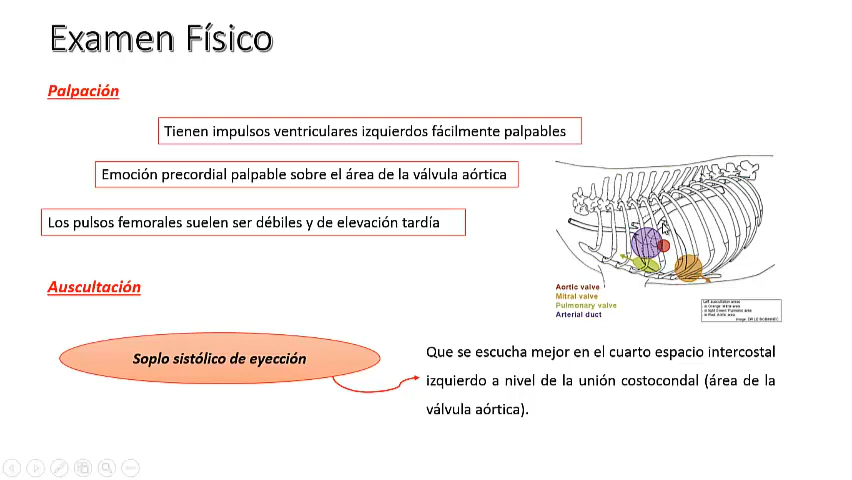 Examen Físico
Palpación
Tienen impulsos ventriculares izquierdos fácilmente palpables
Emoción precordial palpable sobre el área de la válvula aórtica
Los pulsos femorales suelen ser débiles y de elevación tardía
Aortic valve
Mitral valve
Pulmonary valve
Arterial duct
Left auscultation areas
Auscultación
Soplo sistólico de eyección
Que se escucha mejor en el cuarto espacio intercostal
izquierdo a nivel de la unión costocondal (área de la
válvula aórtica).